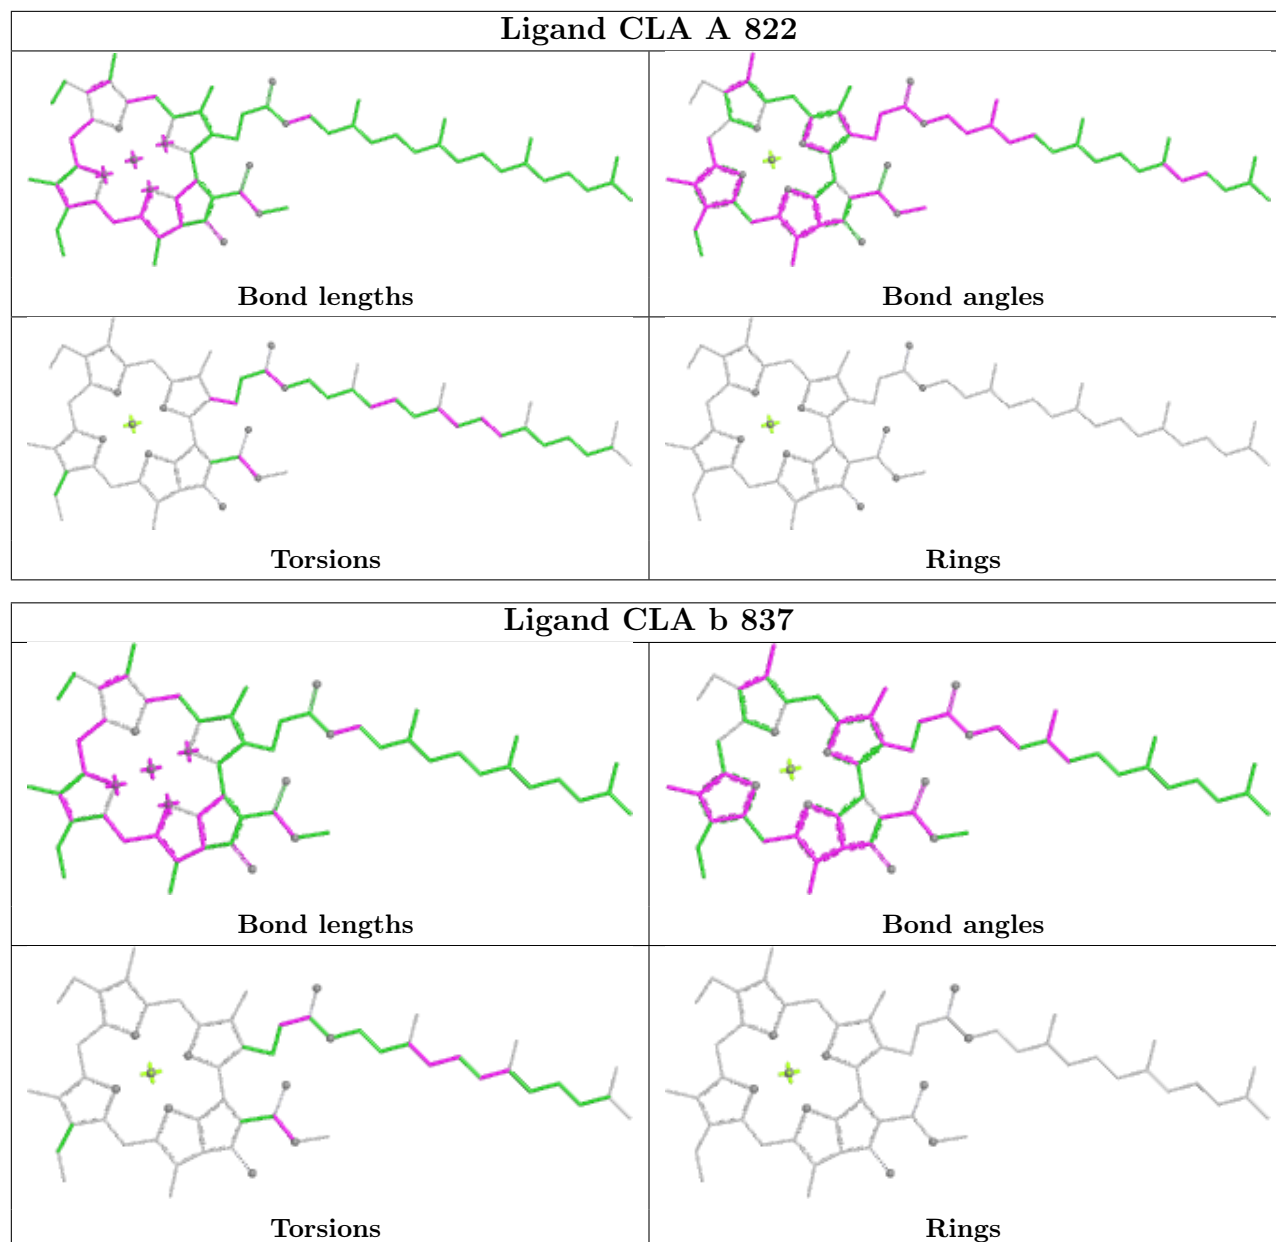 Ligand CLA A 822
Bond lengths
Bond angles
Torsions
Rings
Ligand CLA b 837
Bond lengths
Bond angles
Torsions
Rings